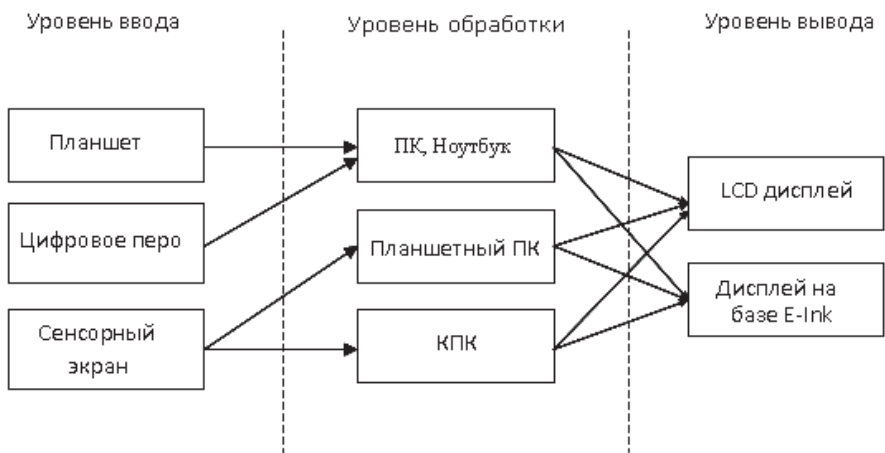 Уровень ввода
Уровень обработки
Уровень вывода
Планшет
ПК, Ноутбук
LCD дисплей
Цифровое перо
Планшетный ПК
Дисплей на
базе E-Ink
Сенсорный
экран
КПК